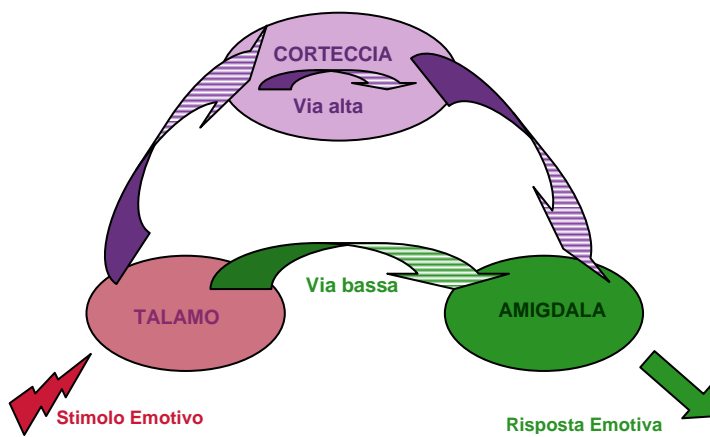 CORTECCIA
Via alta
Via bassa
TALAMO
AMIGDALA
Stimolo Emotivo
Risposta Emotiva